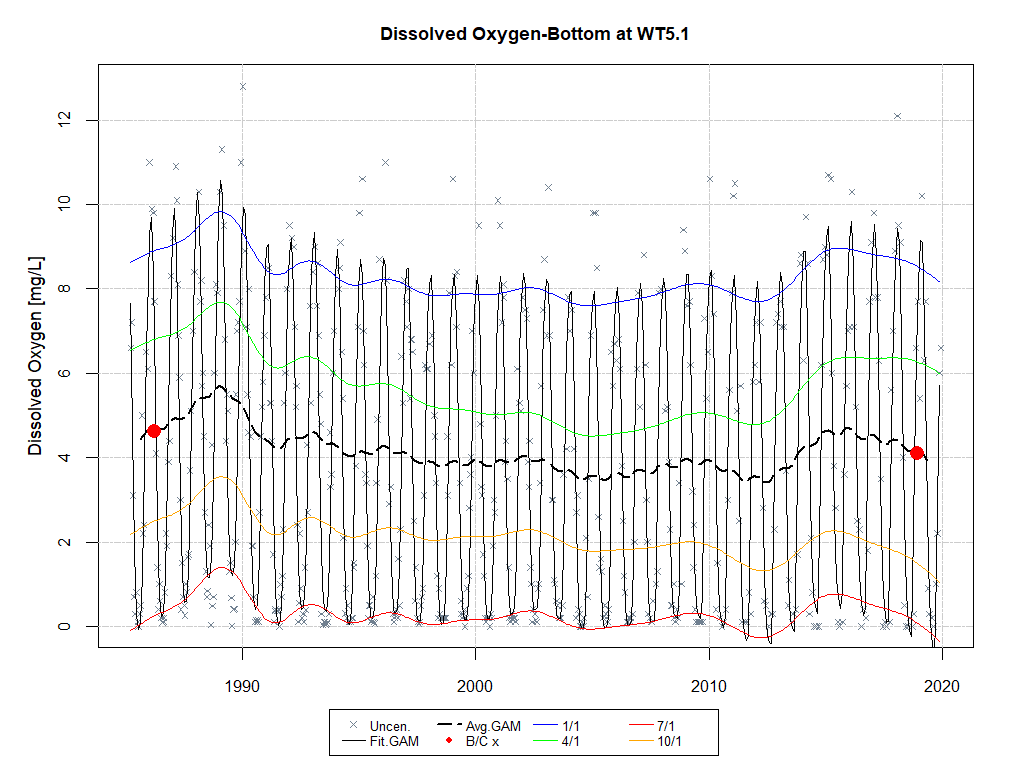 Dissolved Oxygen-Bottom at WT5.1
Dissolved Oxygen [mg/L]
12
10
8
6
4
2
0
1990 2000 2010 2020
Uncen. Avg.GAM 1/1 7/1
Fit.GAM B/C x 4/1 10/1